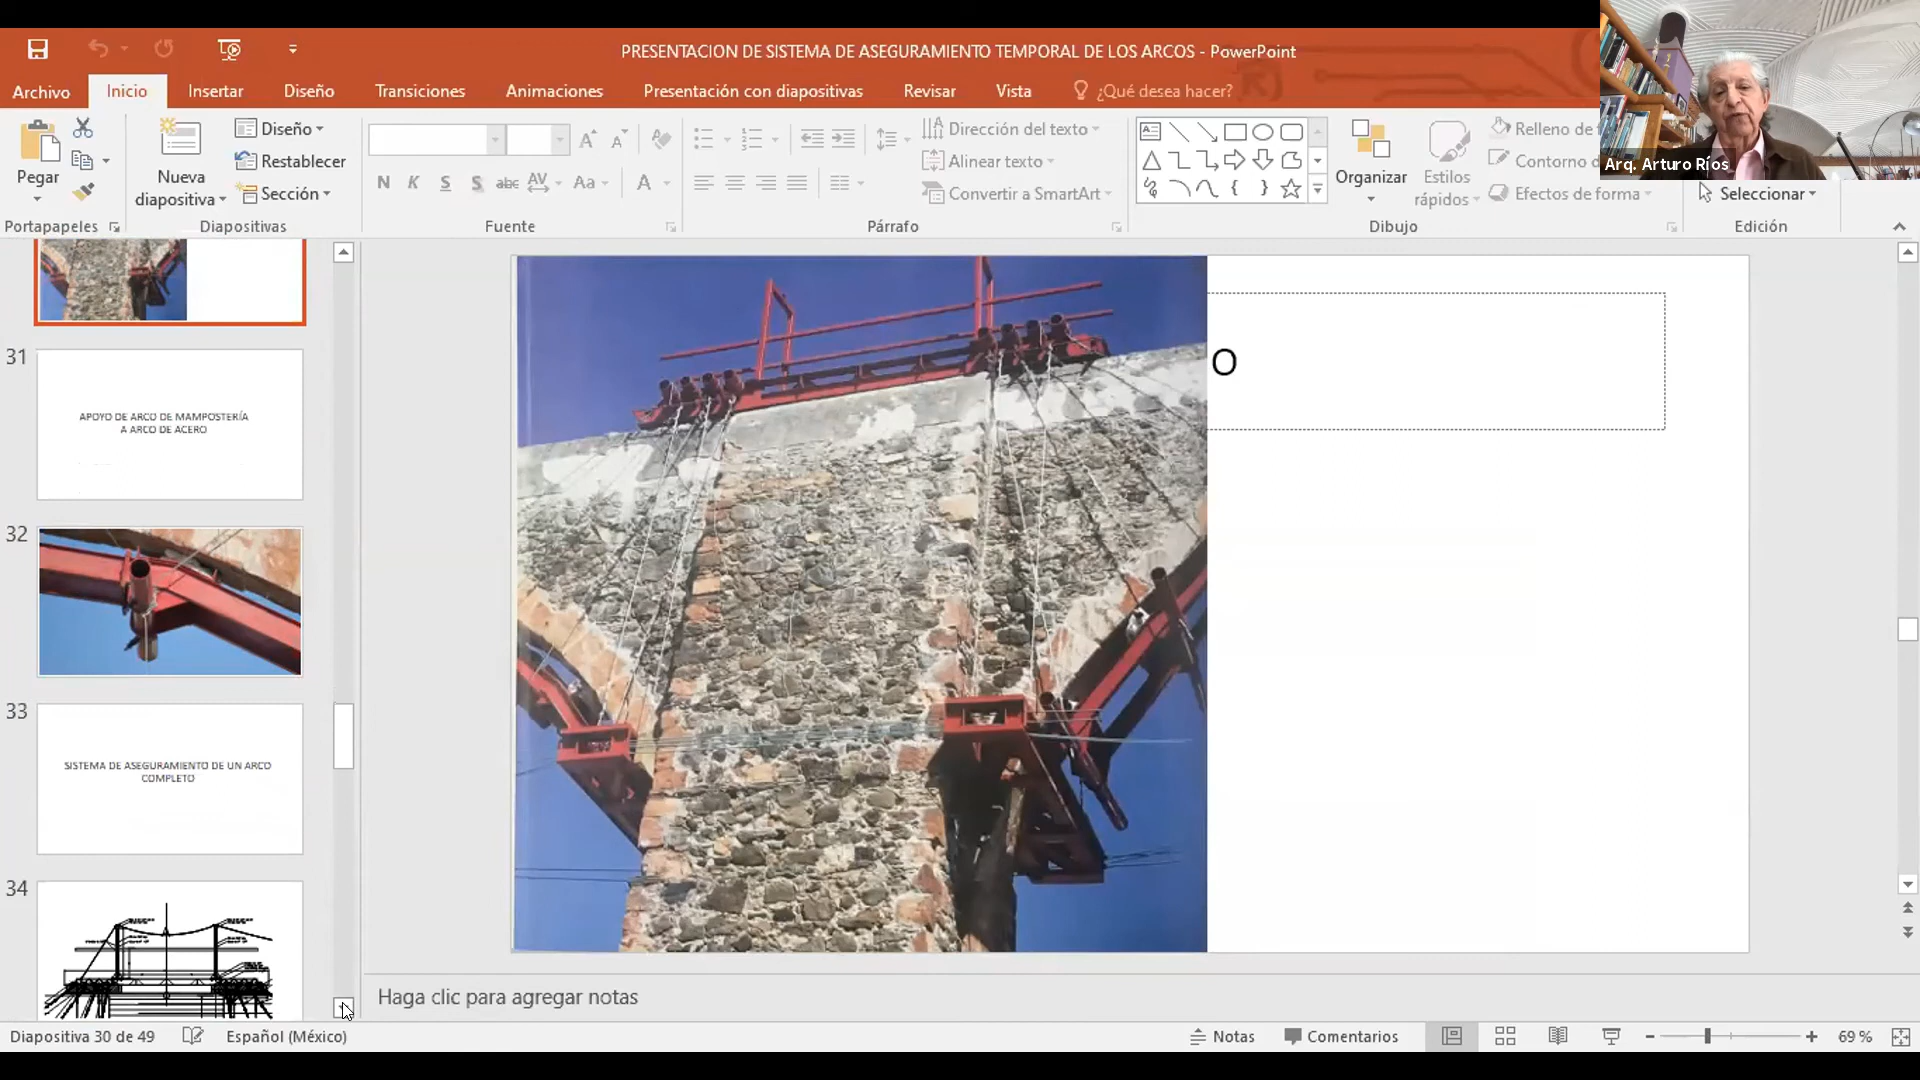 PRESENTACION DE SISTEMA DE ASEGURAMIENTO TEMPORAL DE LOS ARCOS - PowerPoint
Archivo Inicio Insertar Diseño Transiciones Animaciones Presentación con diapositivas Revisar Vista ¿Qué desea hacer?
Pegar
Nueva diapositiva
Diseño
Restablecer
Sección
N K S S abc AV Aa A
Dirección del texto
Alinear texto
Convertir a SmartArt
Organizar
Estilos rápidos
Relleno de f
Contorno d
Efectos de forma
Seleccionar
Arq. Arturo Ríos
Portapapeles Diapositivas Fuente Párrafo Dibujo Edición
31
APOYO DE ARCO DE MAMPOSTERÍA
A ARCO DE ACERO
32
33
SISTEMA DE ASEGURAMIENTO DE UN ARCO
COMPLETO
34
O
Haga clic para agregar notas
Diapositiva 30 de 49 Español (México) Notas Comentarios 69 %